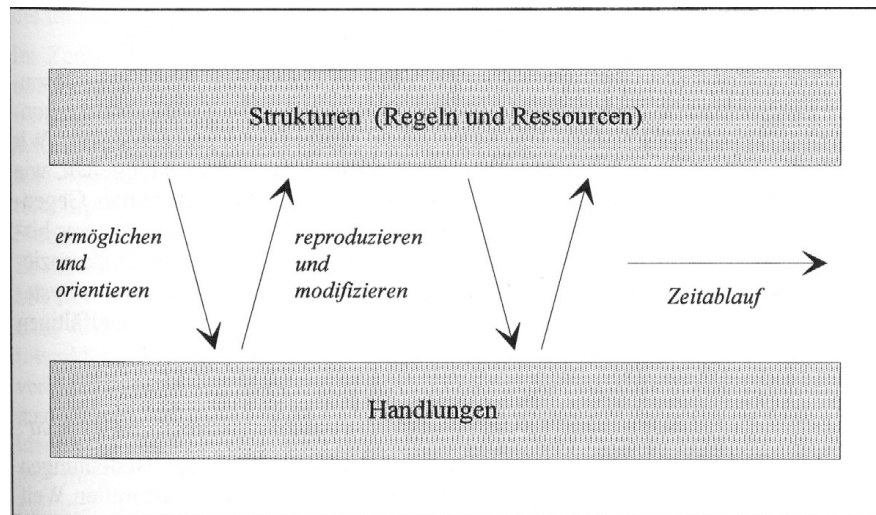 Strukturen (Regeln und Ressourcen)
ermöglichen
und
orientieren
reproduzieren
und
modifizieren
Zeitablauf
Handlungen